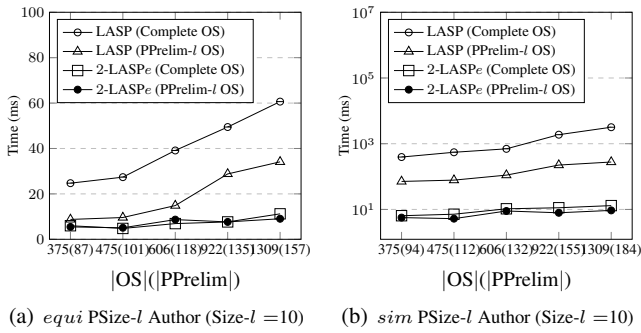 100
80
60
40
20
0
Time (ms)
LASP (Complete OS)
LASP (PPrelim-l OS)
2-LASPe (Complete OS)
2-LASPe (PPrelim-l OS)
375(87) 475(101) 606(118) 922(135) 1309(157)
|OS|(|PPrelim|)
(a) equi PSize-l Author (Size-l =10)
10^7
10^5
10^3
10^1
Time (ms)
LASP (Complete OS)
LASP (PPrelim-l OS)
2-LASPe (Complete OS)
2-LASPe (PPrelim-l OS)
375(94) 475(112) 606(132) 922(155) 1309(184)
|OS|(|PPrelim|)
(b) sim PSize-l Author (Size-l =10)